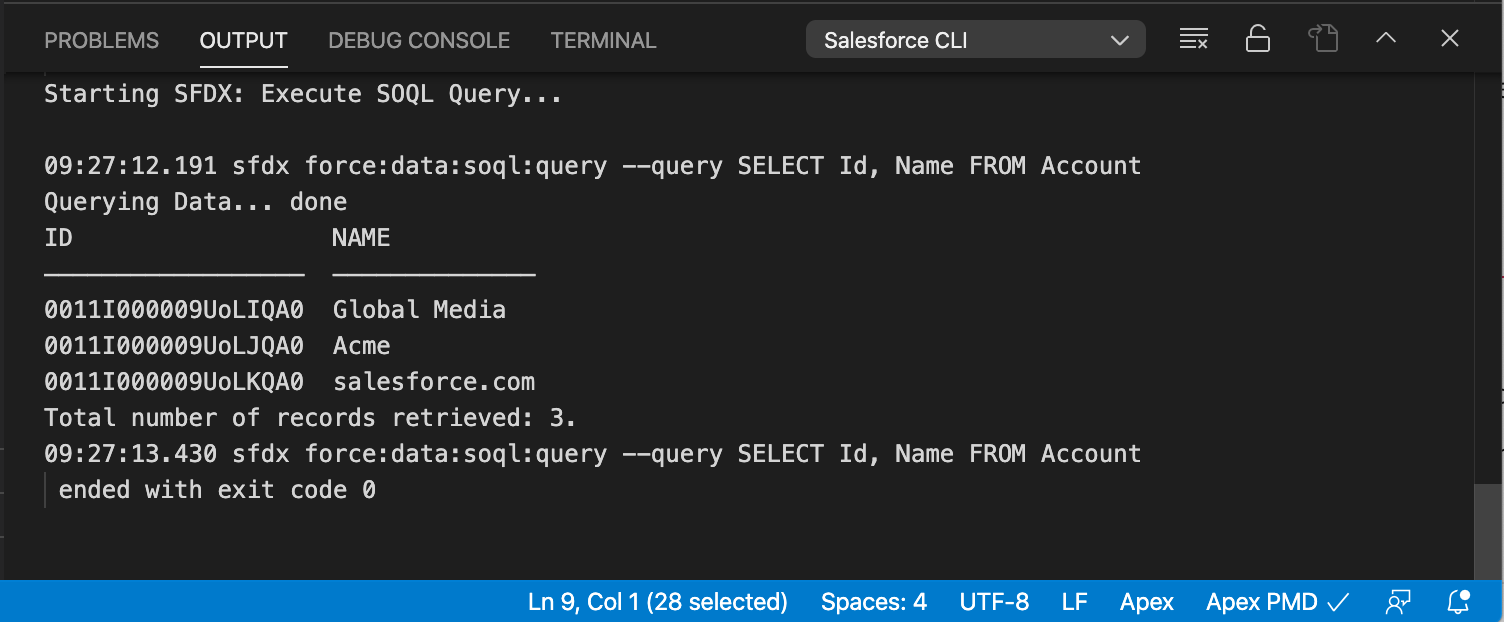 PROBLEMS OUTPUT DEBUG CONSOLE TERMINAL Salesforce CLI
Starting SFDX: Execute SOQL Query...
09:27:12.191 sfdx force:data:soql:query --query SELECT Id, Name FROM Account
Querying Data... done
ID NAME
0011I000009UoLIQA0 Global Media
0011I000009UoLJQA0 Acme
0011I000009UoLKQA0 salesforce.com
Total number of records retrieved: 3.
09:27:13.430 sfdx force:data:soql:query --query SELECT Id, Name FROM Account
ended with exit code 0
Ln 9, Col 1 (28 selected) Spaces: 4 UTF-8 LF Apex Apex PMD